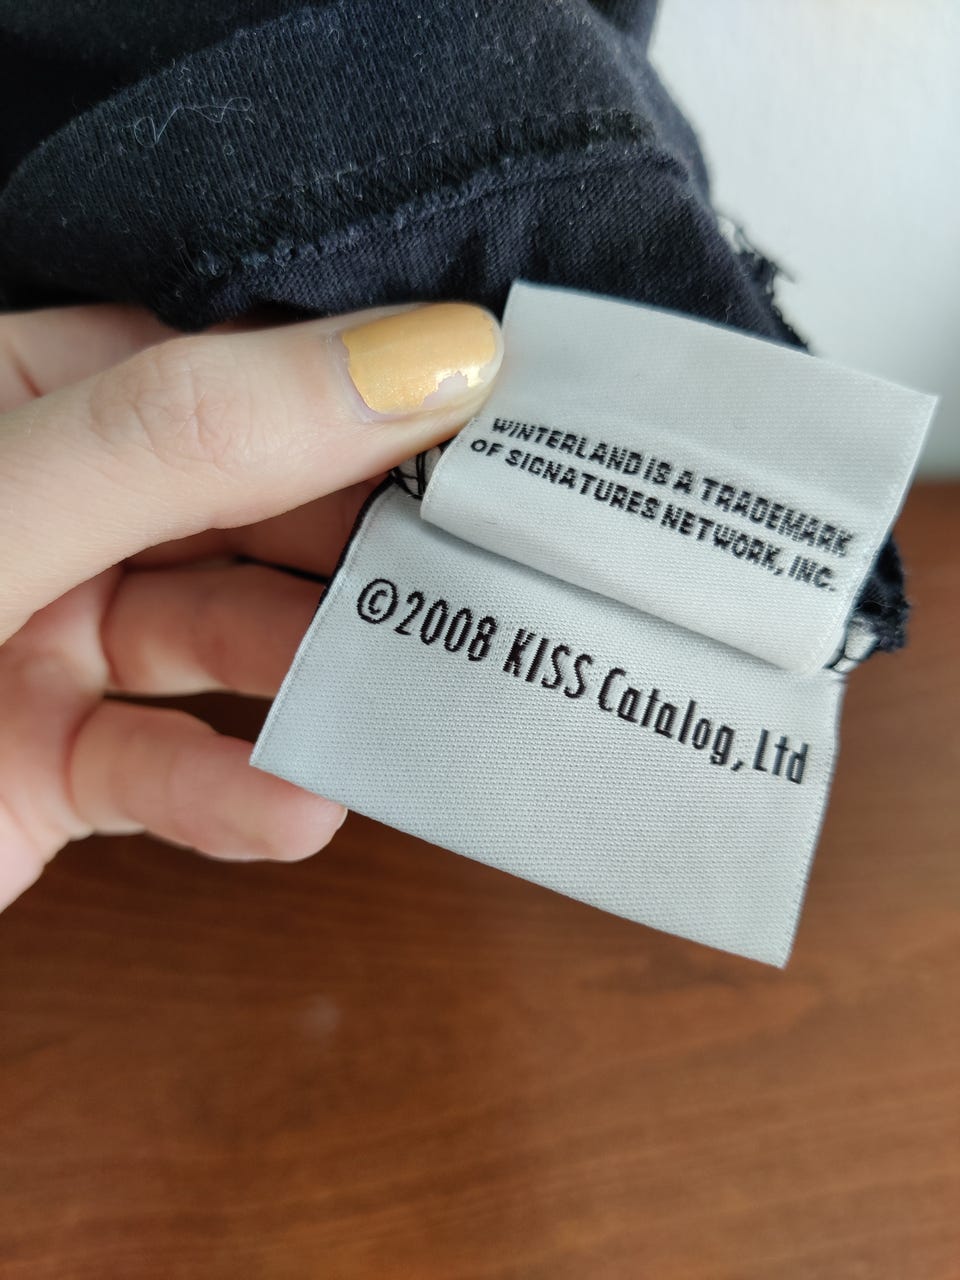 WINTERLAND IS A TRADEMARK
OF SIGNATURES NETWORK, INC.
©2008 KISS Catalog, Ltd